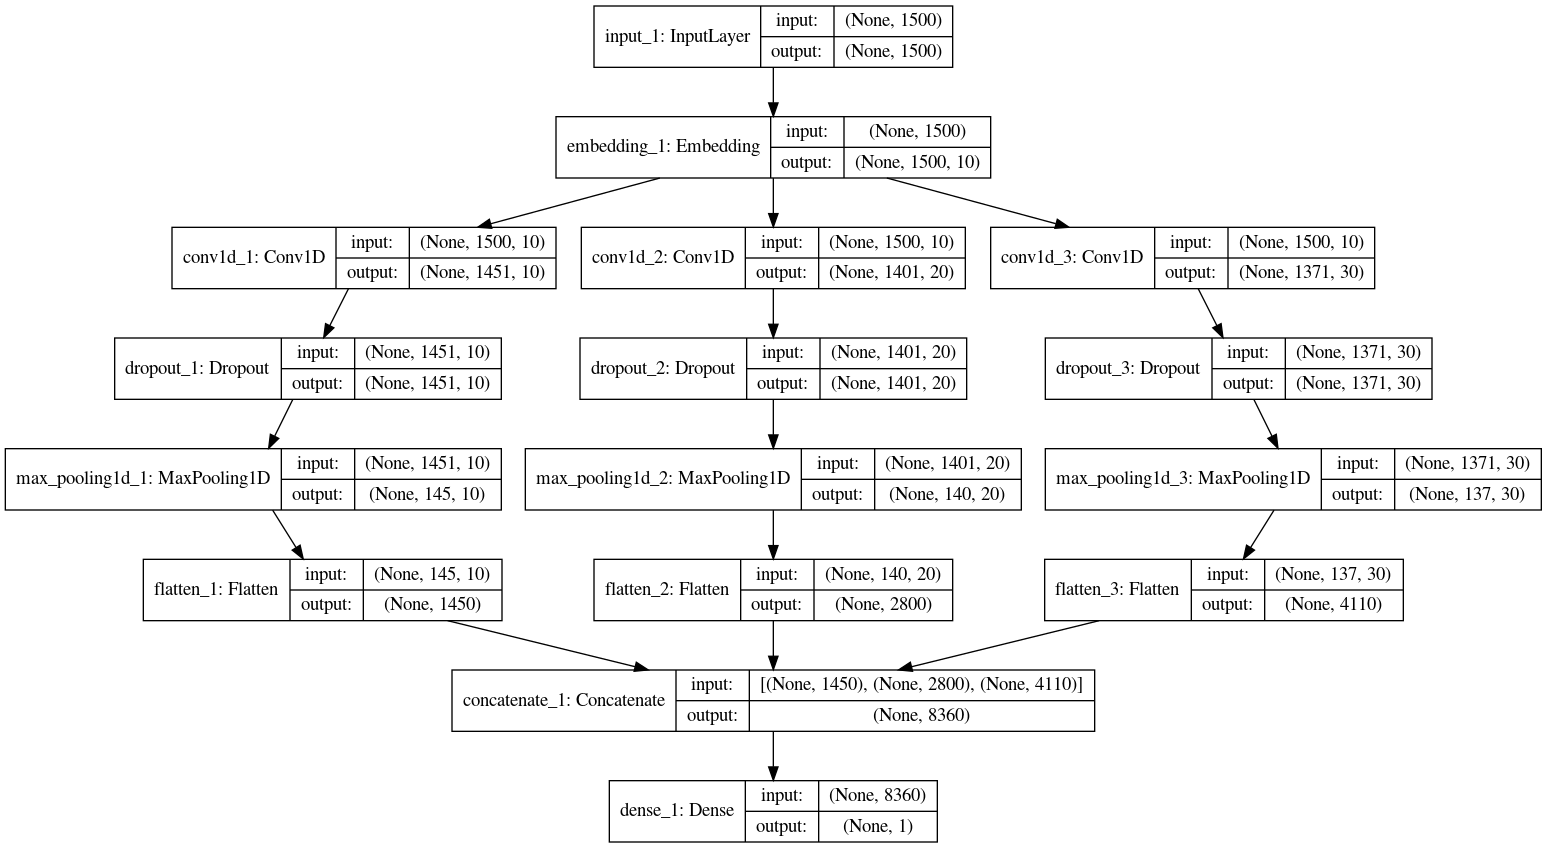 input_1: InputLayer
input: (None, 1500)
output: (None, 1500)
embedding_1: Embedding
input: (None, 1500)
output: (None, 1500, 10)
conv1d_1: Conv1D
input: (None, 1500, 10)
output: (None, 1451, 10)
conv1d_2: Conv1D
input: (None, 1500, 10)
output: (None, 1401, 20)
conv1d_3: Conv1D
input: (None, 1500, 10)
output: (None, 1371, 30)
dropout_1: Dropout
input: (None, 1451, 10)
output: (None, 1451, 10)
dropout_2: Dropout
input: (None, 1401, 20)
output: (None, 1401, 20)
dropout_3: Dropout
input: (None, 1371, 30)
output: (None, 1371, 30)
max_pooling1d_1: MaxPooling1D
input: (None, 1451, 10)
output: (None, 145, 10)
max_pooling1d_2: MaxPooling1D
input: (None, 1401, 20)
output: (None, 140, 20)
max_pooling1d_3: MaxPooling1D
input: (None, 1371, 30)
output: (None, 137, 30)
flatten_1: Flatten
input: (None, 145, 10)
output: (None, 1450)
flatten_2: Flatten
input: (None, 140, 20)
output: (None, 2800)
flatten_3: Flatten
input: (None, 137, 30)
output: (None, 4110)
concatenate_1: Concatenate
input: [(None, 1450), (None, 2800), (None, 4110)]
output: (None, 8360)
dense_1: Dense
input: (None, 8360)
output: (None, 1)